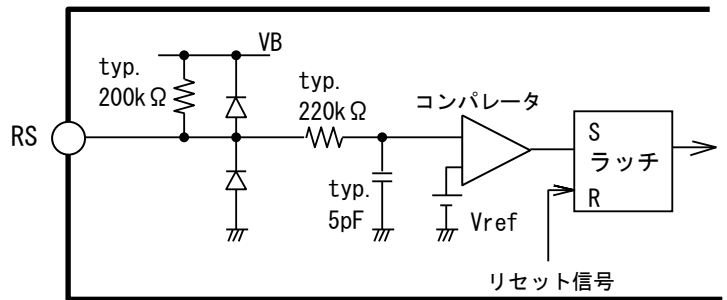 VB
typ.
200kΩ
typ.
220kΩ
コンパレータ
RS
S
ラッチ
R
typ.
5pF
Vref
リセット信号